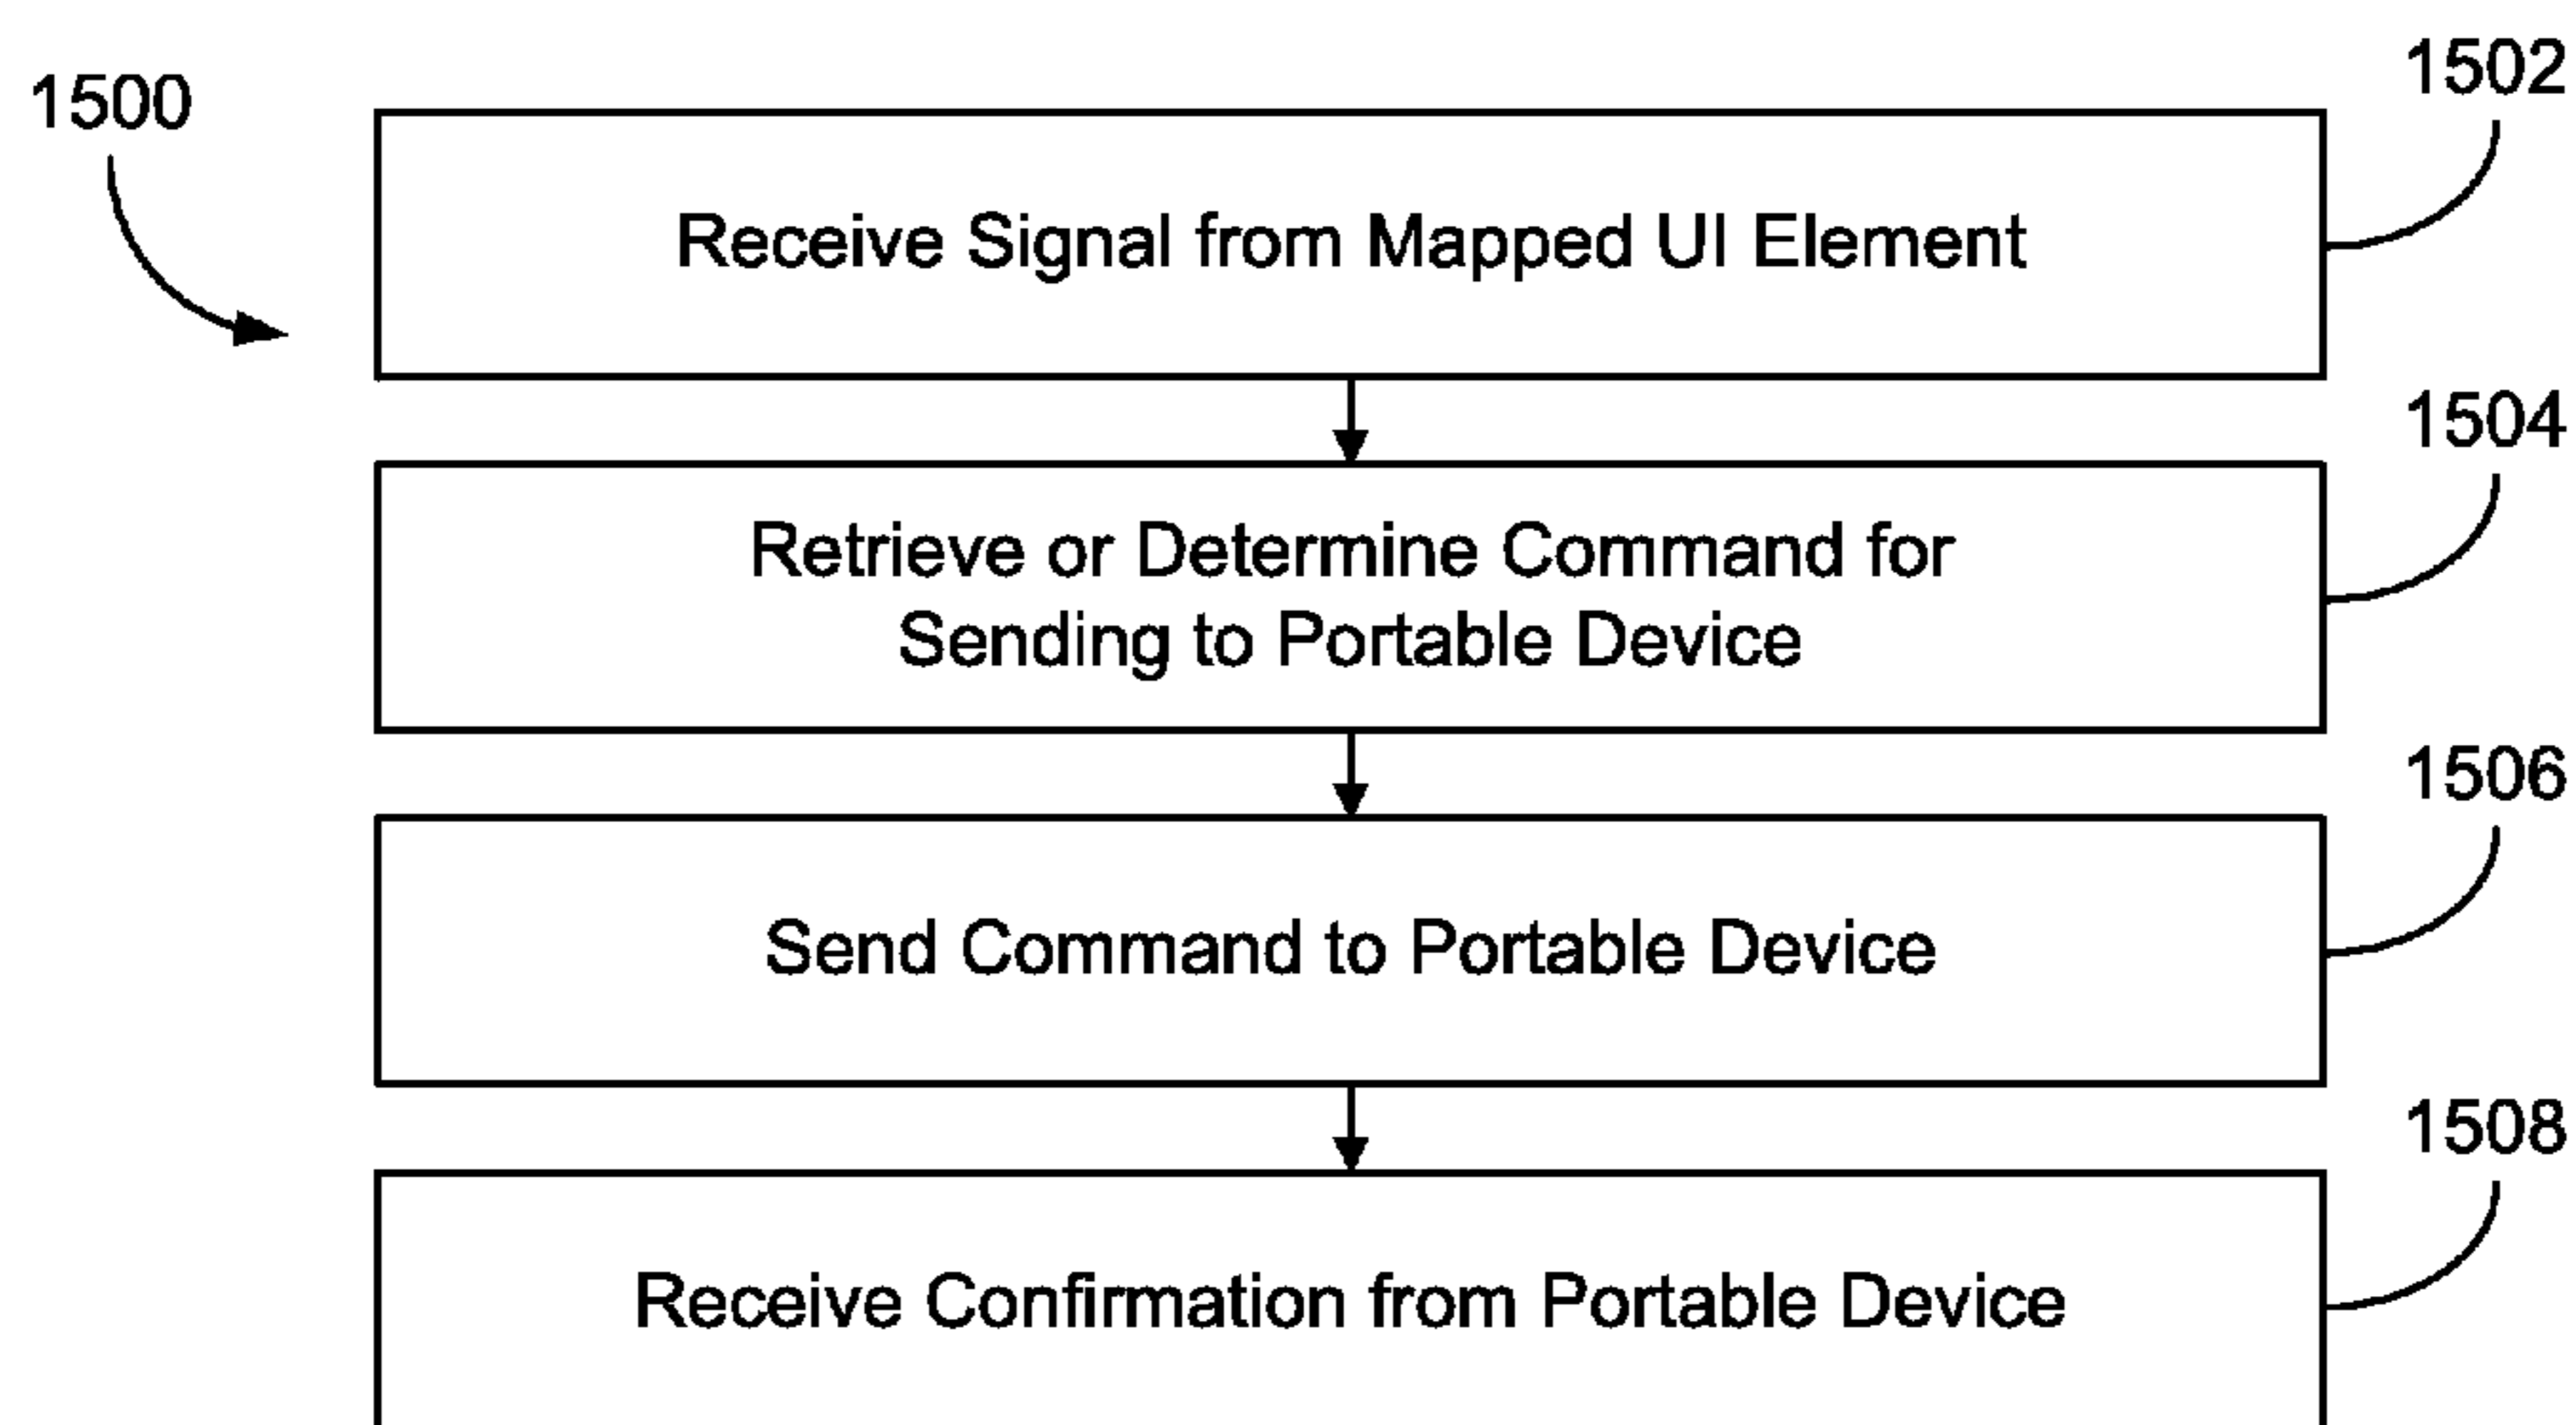 1500
1502
Receive Signal from Mapped UI Element
1504
Retrieve or Determine Command for
Sending to Portable Device
1506
Send Command to Portable Device
1508
Receive Confirmation from Portable Device